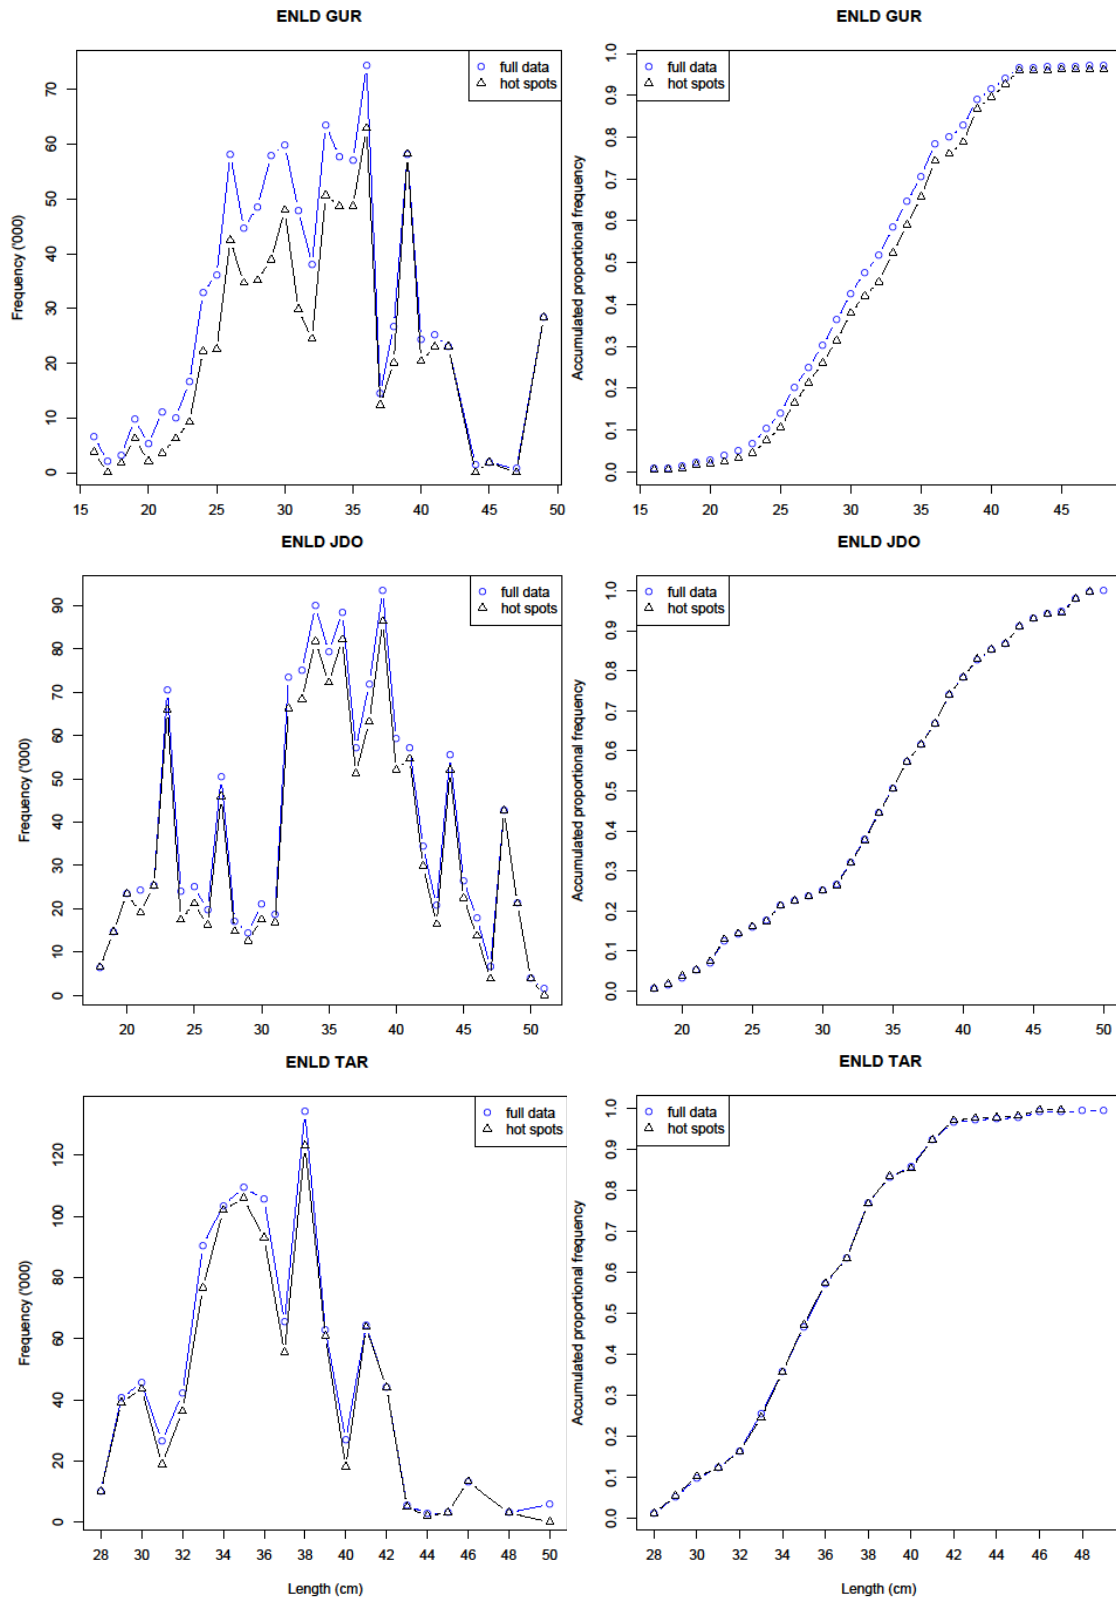 ENLD GUR
Frequency ('000)
0 10 20 30 40 50 60 70
full data
hot spots
15 20 25 30 35 40 45 50
ENLD GUR
Accumulated proportional frequency
0.0 0.1 0.2 0.3 0.4 0.5 0.6 0.7 0.8 0.9 1.0
full data
hot spots
15 20 25 30 35 40 45
ENLD JDO
Frequency ('000)
0 10 20 30 40 50 60 70 80 90
full data
hot spots
20 25 30 35 40 45 50
ENLD JDO
Accumulated proportional frequency
0.0 0.1 0.2 0.3 0.4 0.5 0.6 0.7 0.8 0.9 1.0
full data
hot spots
20 25 30 35 40 45 50
ENLD TAR
Frequency ('000)
0 20 40 60 80 100 120
full data
hot spots
28 30 32 34 36 38 40 42 44 46 48 50
Length (cm)
ENLD TAR
Accumulated proportional frequency
0.0 0.1 0.2 0.3 0.4 0.5 0.6 0.7 0.8 0.9 1.0
full data
hot spots
28 30 32 34 36 38 40 42 44 46 48
Length (cm)